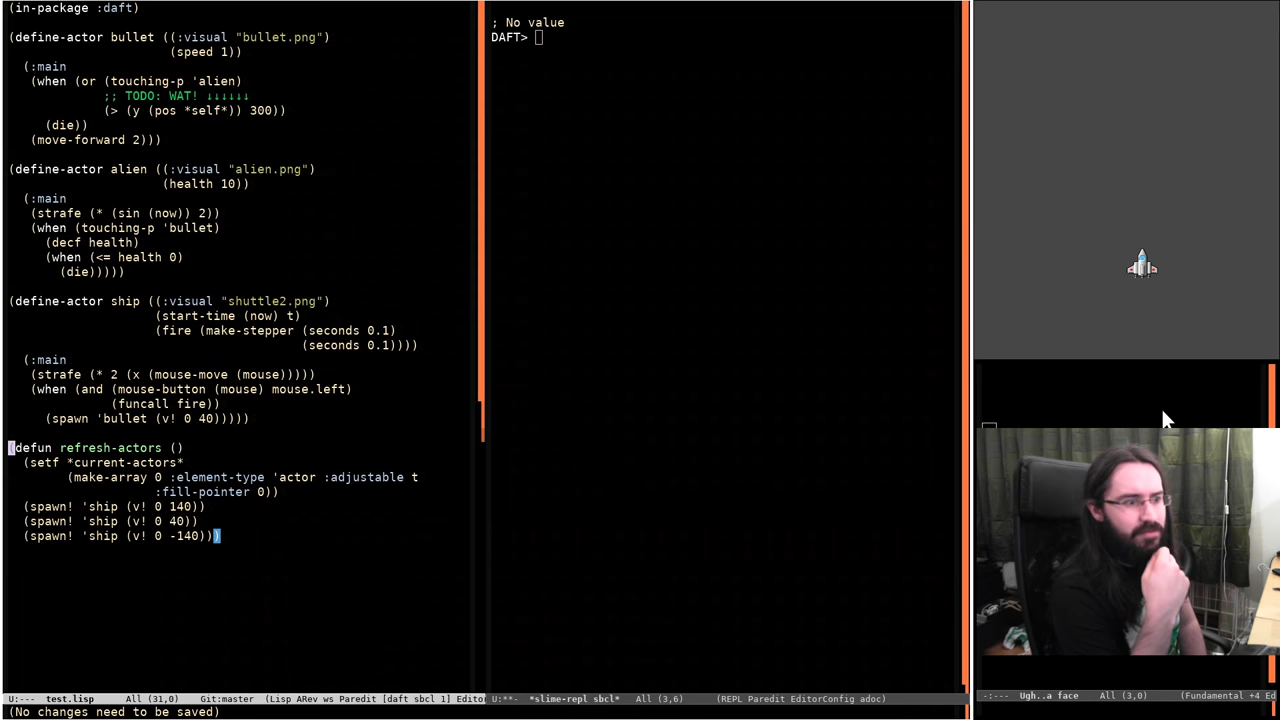 (in-package :daft)
(define-actor bullet ((:visual "bullet.png")
(speed 1))
(:main
(when (or (touching-p 'alien)
;; TODO: WAT! ↓↓↓↓↓↓
(> (y (pos *self*)) 300))
(die))
(move-forward 2)))
(define-actor alien ((:visual "alien.png")
(health 10))
(:main
(strafe (* (sin (now)) 2))
(when (touching-p 'bullet)
(decf health)
(when (<= health 0)
(die)))))
(define-actor ship ((:visual "shuttle2.png")
(start-time (now) t)
(fire (make-stepper (seconds 0.1)
(seconds 0.1))))
(:main
(strafe (* 2 (x (mouse-move (mouse)))))
(when (and (mouse-button (mouse) mouse.left)
(funcall fire))
(spawn 'bullet (v! 0 40)))))
(defun refresh-actors ()
(setf *current-actors*
(make-array 0 :element-type 'actor :adjustable t
:fill-pointer 0))
(spawn! 'ship (v! 0 140))
(spawn! 'ship (v! 0 40))
(spawn! 'ship (v! 0 -140)))
U:--- test.lisp All (31,0) Git:master (Lisp ARev ws Paredit [daft sbcl 1] Editor
(No changes need to be saved)
; No value
DAFT>
U:**- *slime-repl sbcl* All (3,6) (REPL Paredit EditorConfig adoc)
-:--- Ugh..a face All (3,0) (Fundamental +4 Ed